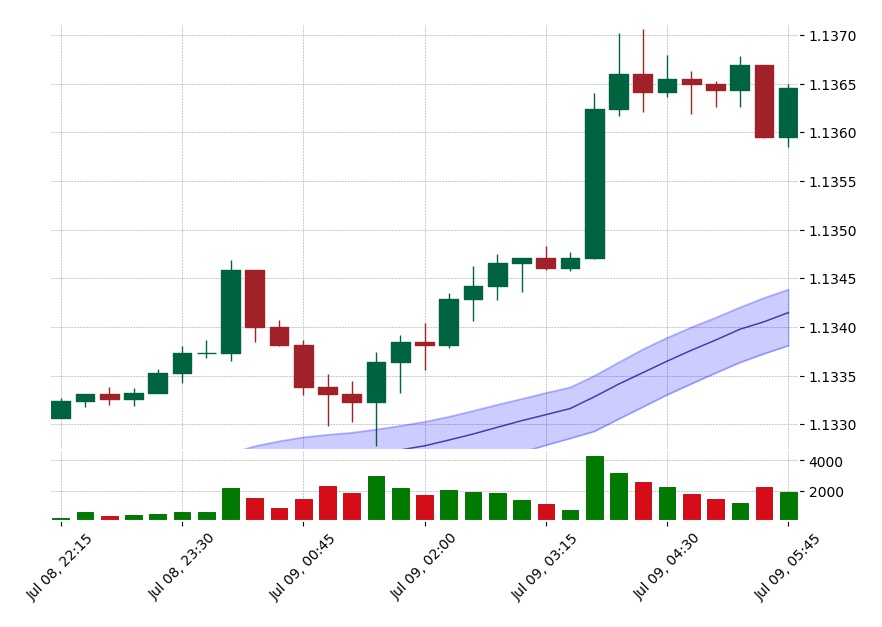 1.1370
1.1365
1.1360
1.1355
1.1350
1.1345
1.1340
1.1335
1.1330
4000
2000
Jul 08, 22:15
Jul 08, 23:30
Jul 09, 00:45
Jul 09, 02:00
Jul 09, 03:15
Jul 09, 04:30
Jul 09, 05:45